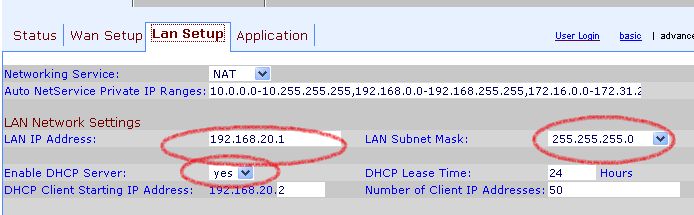 Status Wan Setup Lan Setup Application User Login basic advance
Networking Service: NAT
Auto NetService Private IP Ranges: 10.0.0.0-10.255.255.255,192.168.0.0-192.168.255.255,172.16.0.0-172.31.2
LAN Network Settings
LAN IP Address: 192.168.20.1 LAN Subnet Mask: 255.255.255.0
Enable DHCP Server: yes DHCP Lease Time: 24 Hours
DHCP Client Starting IP Address: 192.168.20.2 Number of Client IP Addresses: 50